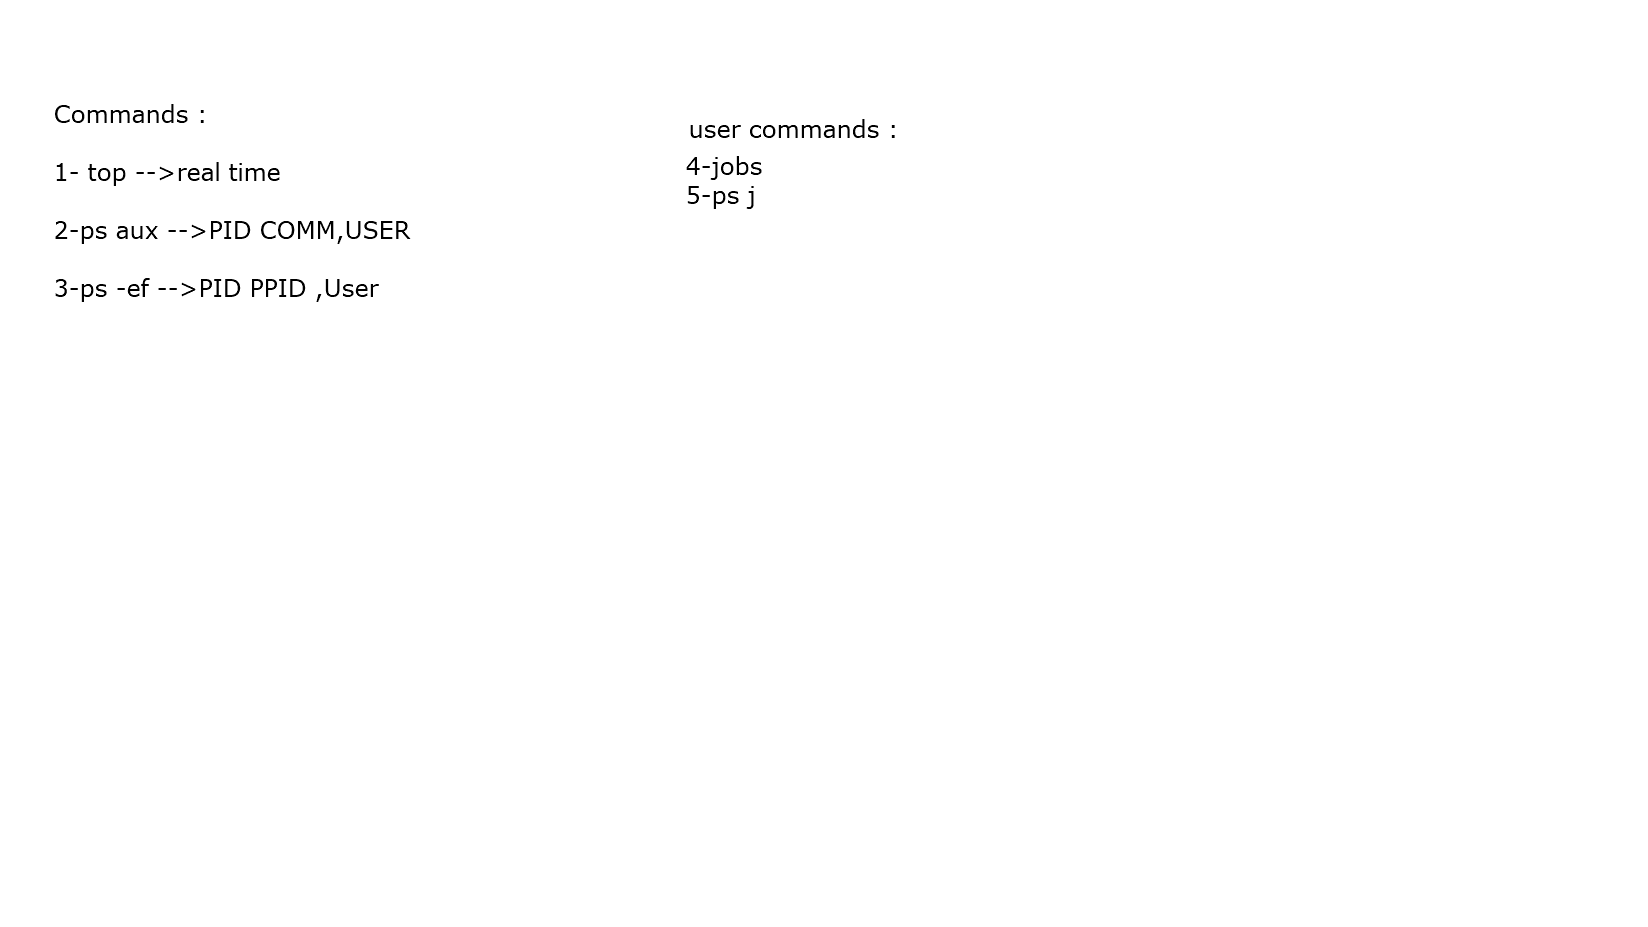 Commands :
1- top -->real time
2-ps aux -->PID COMM,USER
3-ps -ef -->PID PPID ,User
user commands :
4-jobs
5-ps j